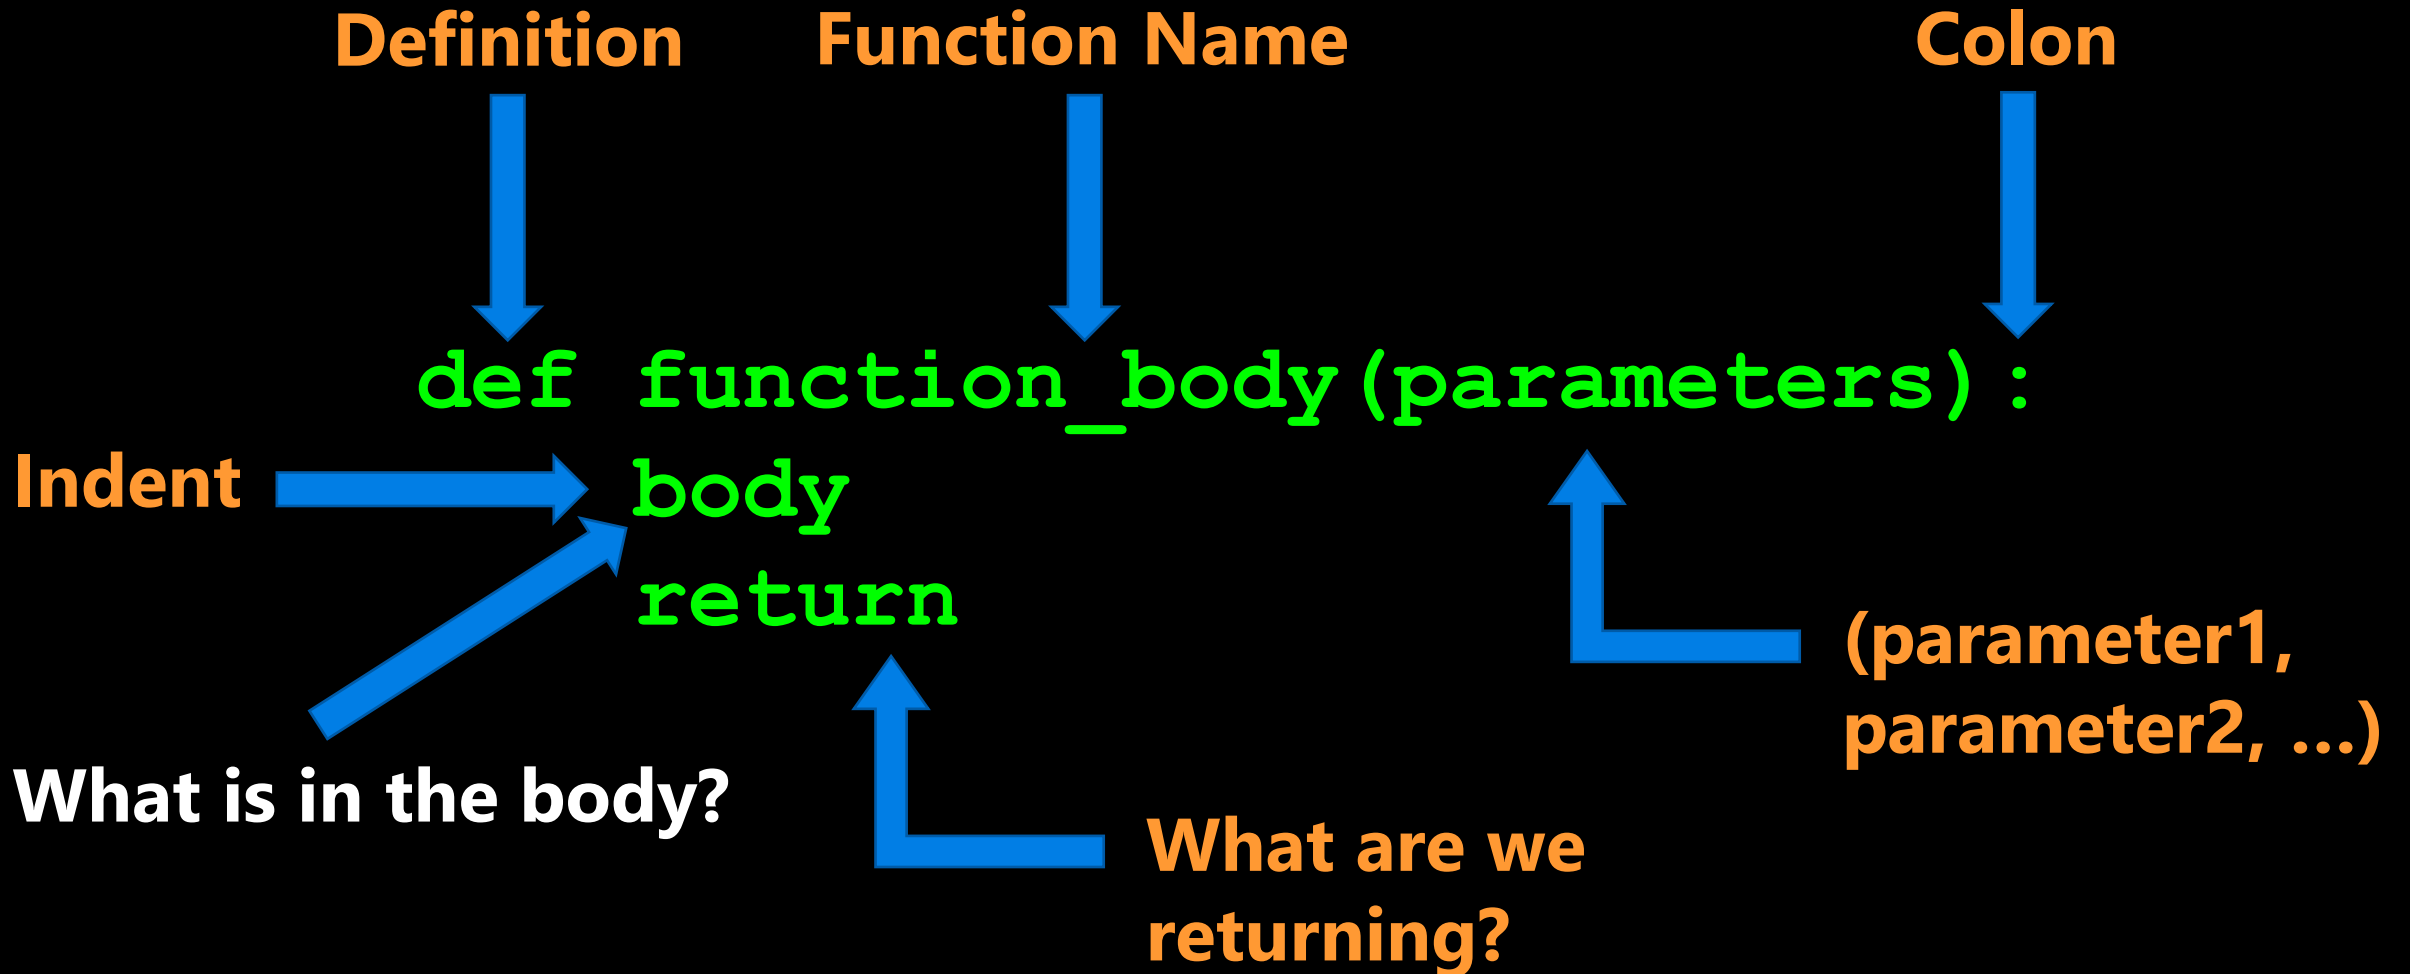 Definition
Function Name
Colon
def function_body(parameters):
Indent
body
return
(parameter1,
parameter2, ...)
What is in the body?
What are we
returning?